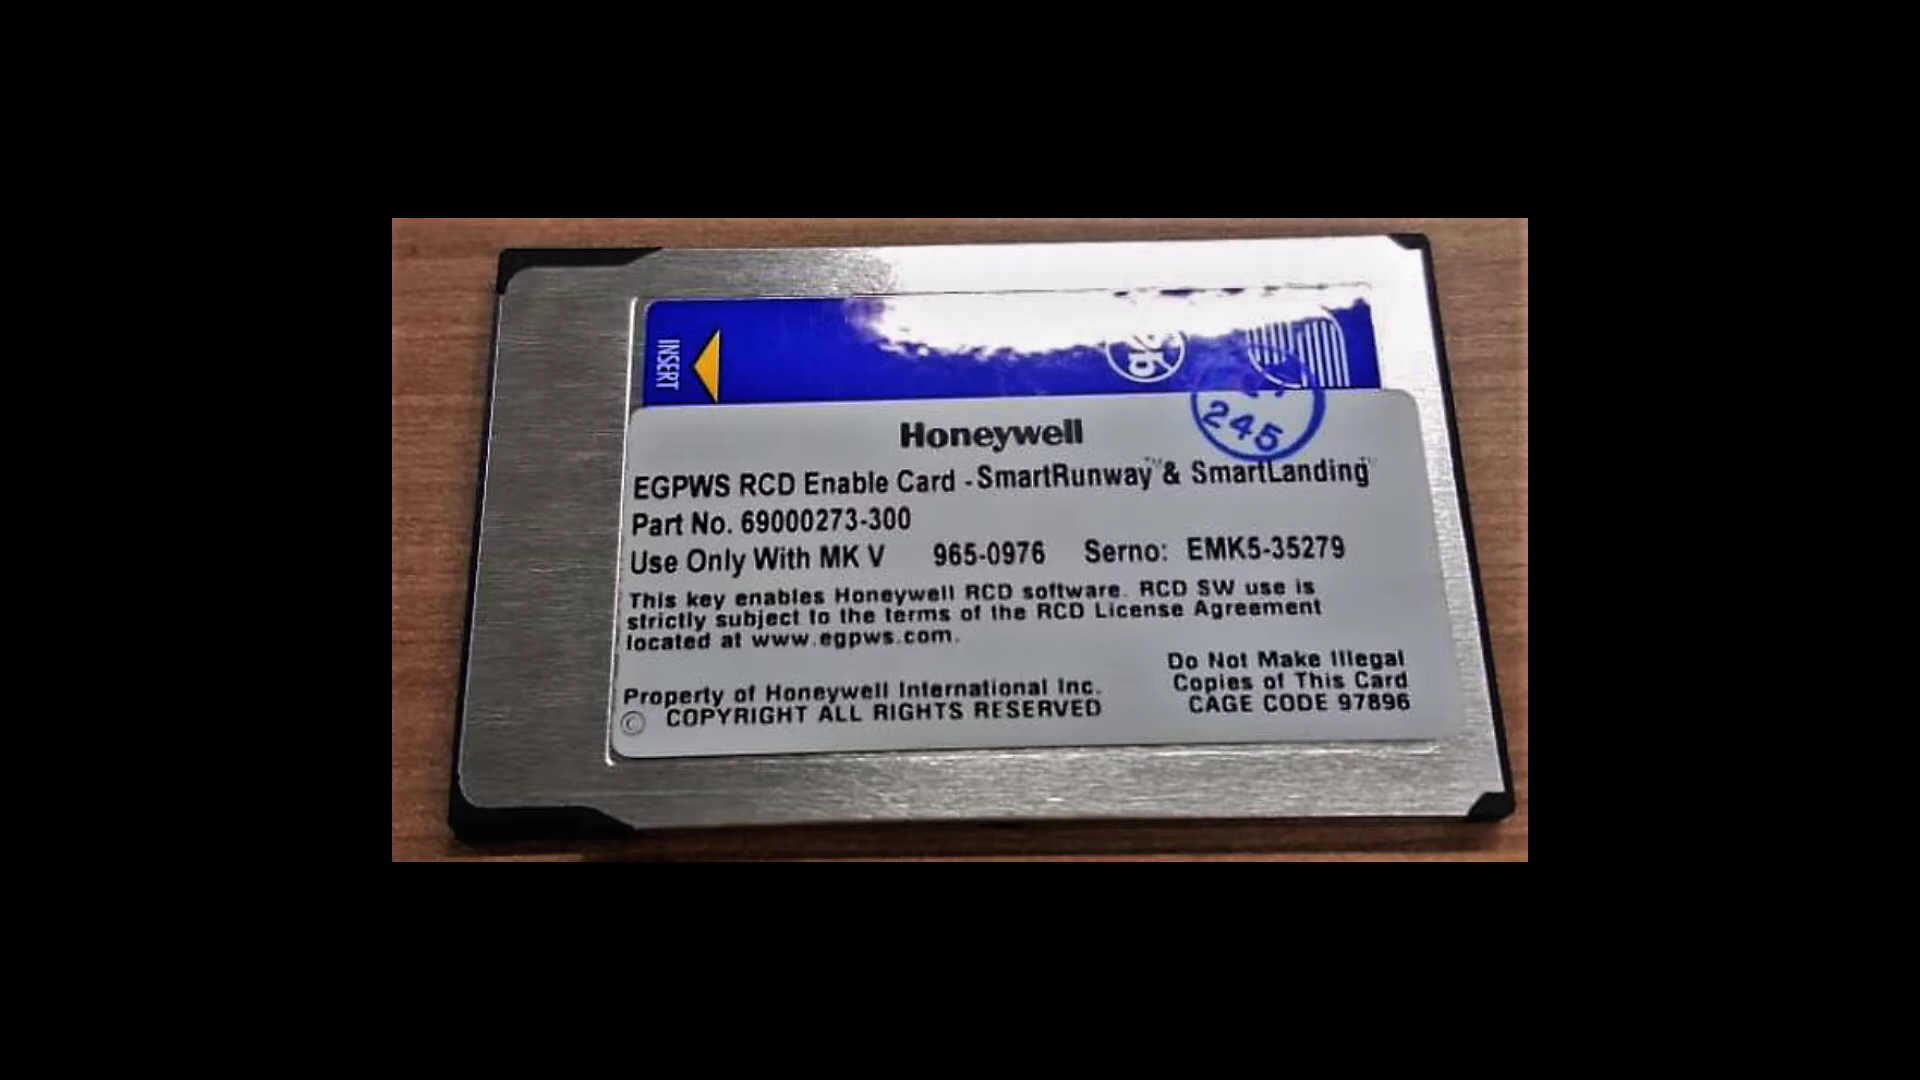 INSERT
245
Honeywell
EGPWS RCD Enable Card - SmartRunway™ & SmartLanding™
Part No. 69000273-300
Use Only With MK V 965-0976 Serno: EMK5-35279
This key enables Honeywell RCD software. RCD SW use is
strictly subject to the terms of the RCD License Agreement
located at www.egpws.com.
Do Not Make Illegal
Copies of This Card
CAGE CODE 97896
Property of Honeywell International Inc.
© COPYRIGHT ALL RIGHTS RESERVED